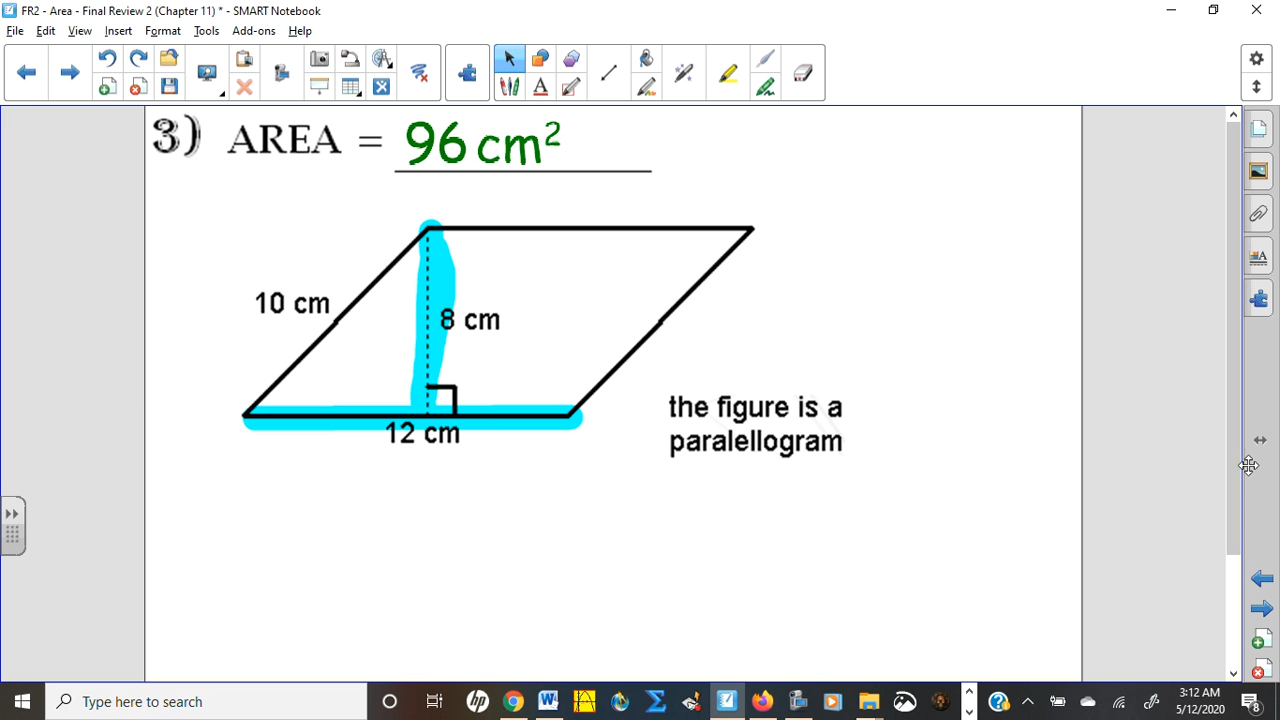 FR2 - Area - Final Review 2 (Chapter 11) * - SMART Notebook
File Edit View Insert Format Tools Add-ons Help
3) AREA = 96 cm²
10 cm
8 cm
12 cm
the figure is a
paralellogram
Type here to search
3:12 AM
5/12/2020
8